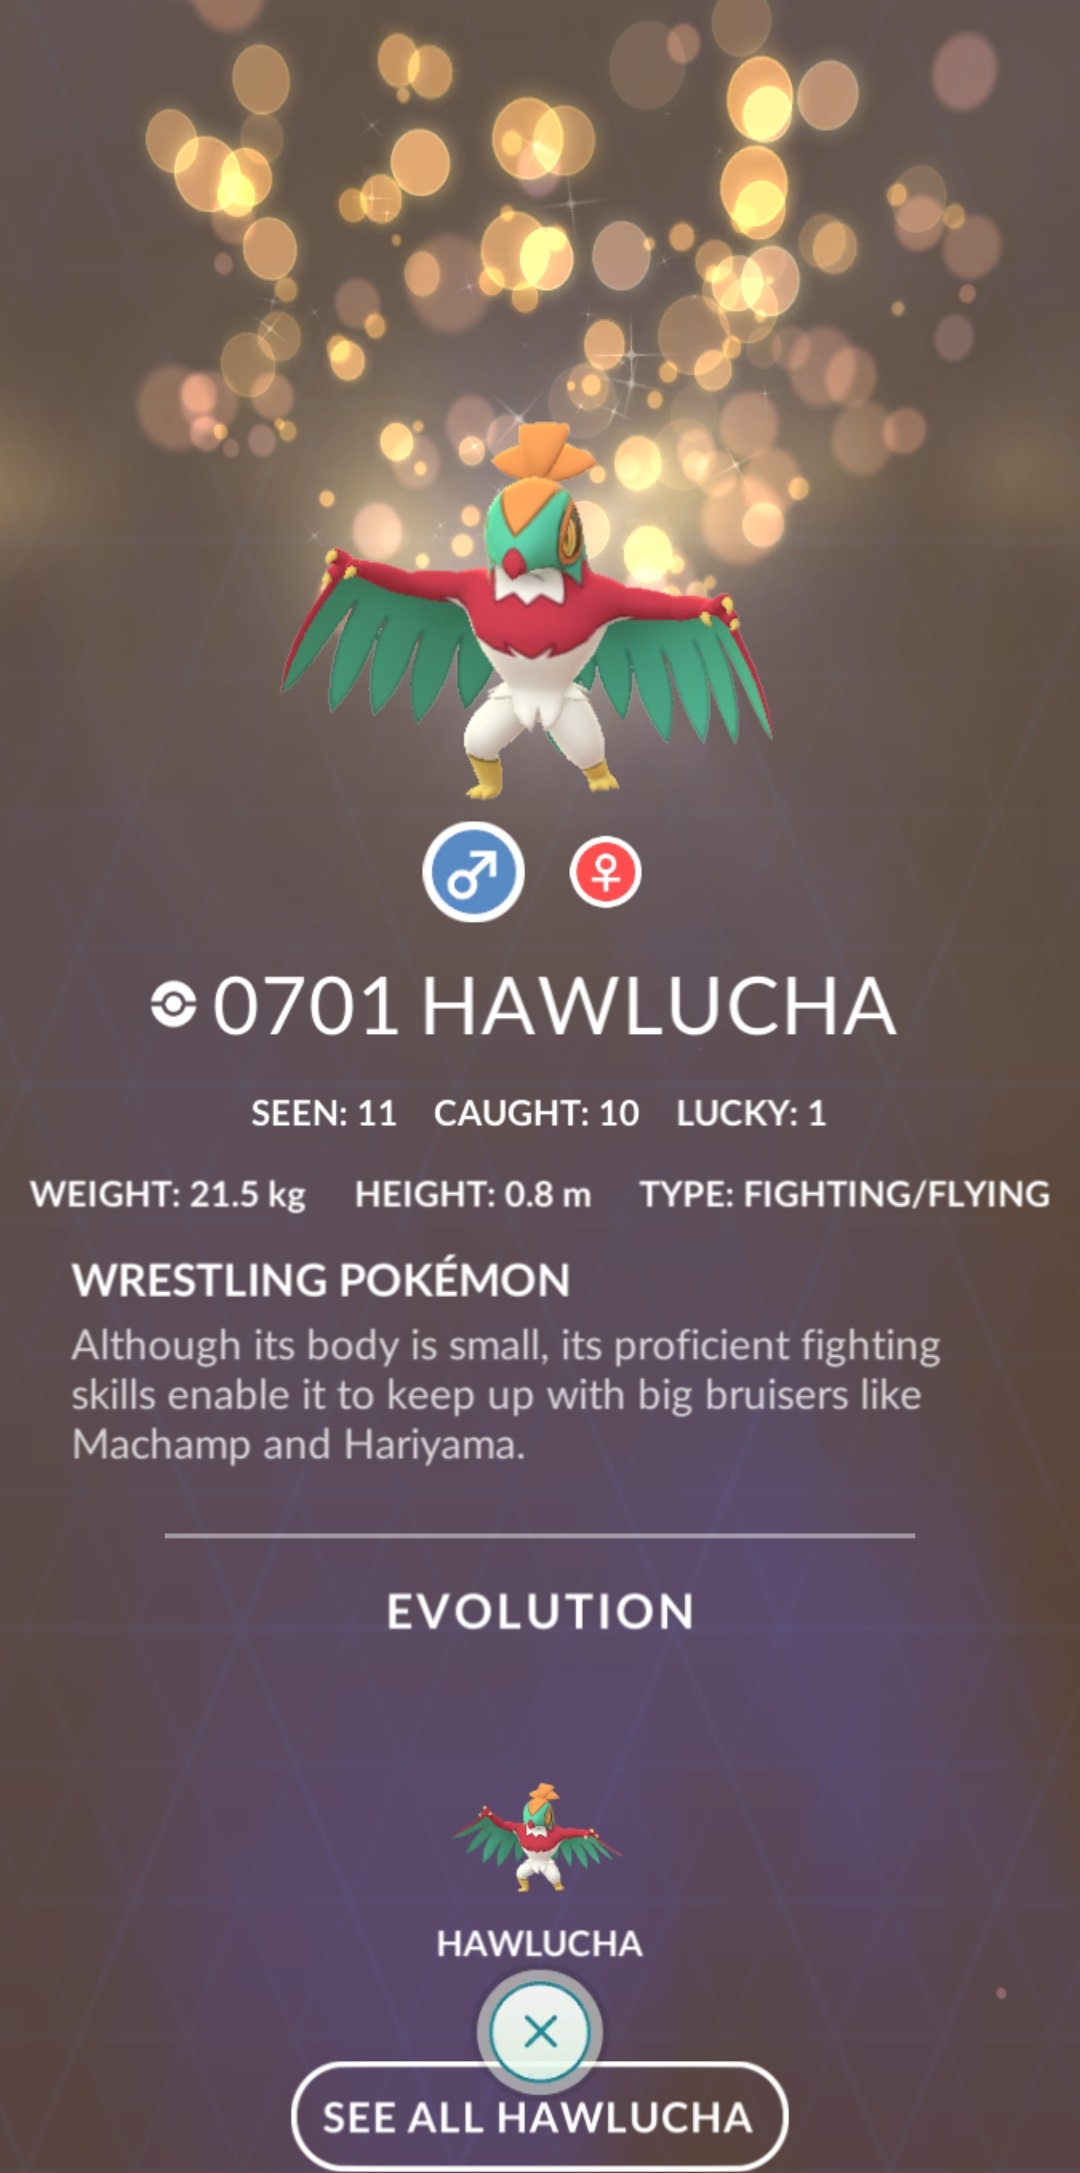 0701 HAWLUCHA
SEEN: 11 CAUGHT: 10 LUCKY: 1
WEIGHT: 21.5 kg HEIGHT: 0.8 m TYPE: FIGHTING/FLYING
WRESTLING POKÉMON
Although its body is small, its proficient fighting
skills enable it to keep up with big bruisers like
Machamp and Hariyama.
EVOLUTION
HAWLUCHA
SEE ALL HAWLUCHA